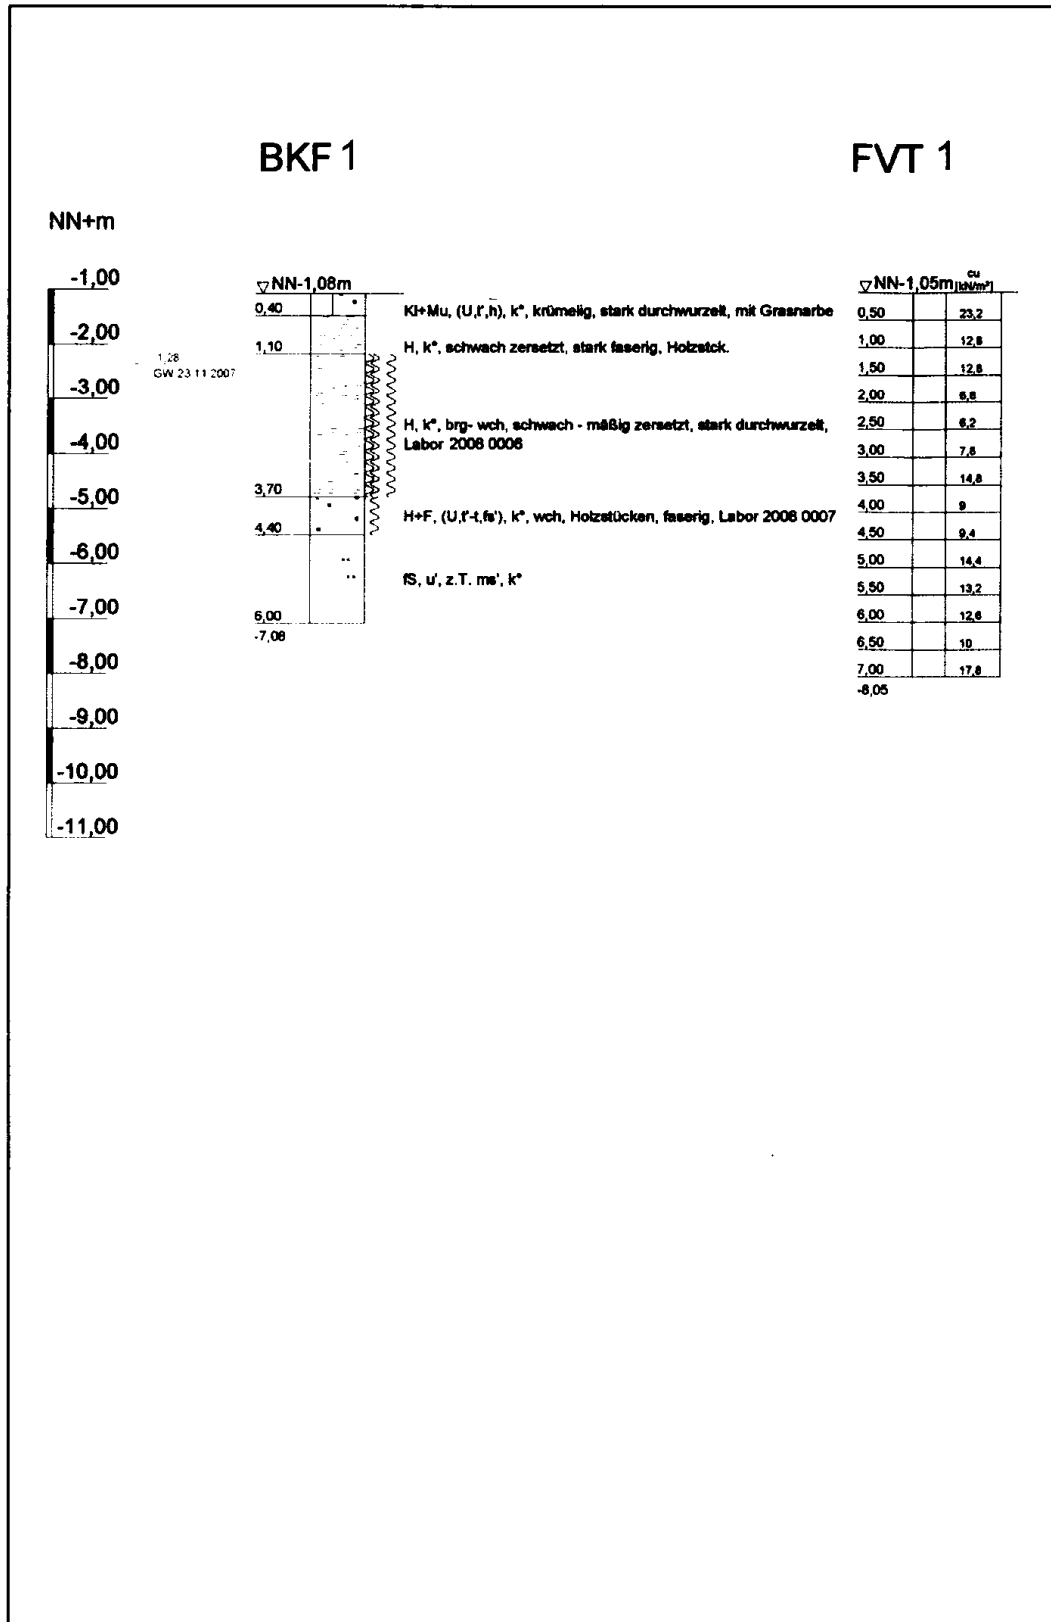 BKF 1
FVT 1
NN+m
-1,00
-2,00
-3,00
-4,00
-5,00
-6,00
-7,00
-8,00
-9,00
-10,00
-11,00
1,28
GW 23 11 2007
NN-1,08m
0,40
1,10
3,70
4,40
6,00
-7,08
Kl+Mu, (U,t',h), k°, krümelig, stark durchwurzelt, mit Grasnarbe
H, k°, schwach zersetzt, stark faserig, Holzstck.
H, k°, brg- wch, schwach - mäßig zersetzt, stark durchwurzelt,
Labor 2008 0006
H+F, (U,t'-t,fs'), k°, wch, Holzstücken, faserig, Labor 2008 0007
fS, u', z.T. ms', k°
NN-1,05m cu [kN/m²]
0,50 23,2
1,00 12,8
1,50 12,8
2,00 6,8
2,50 6,2
3,00 7,8
3,50 14,8
4,00 9
4,50 9,4
5,00 14,4
5,50 13,2
6,00 12,6
6,50 10
7,00 17,8
-8,05